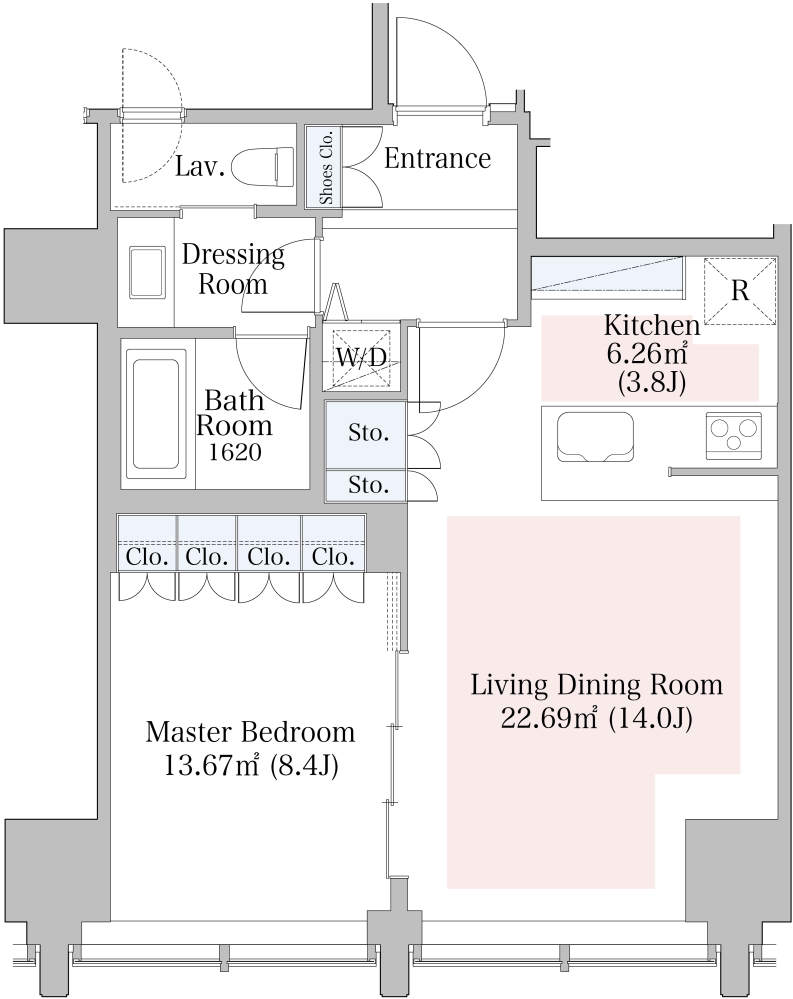 Lav.
Shoes Clo.
Entrance
Dressing
Room
R
Kitchen
6.26㎡
(3.8J)
W/D
Bath
Room
1620
Sto.
Sto.
Clo.
Clo.
Clo.
Clo.
Living Dining Room
22.69㎡ (14.0J)
Master Bedroom
13.67㎡ (8.4J)